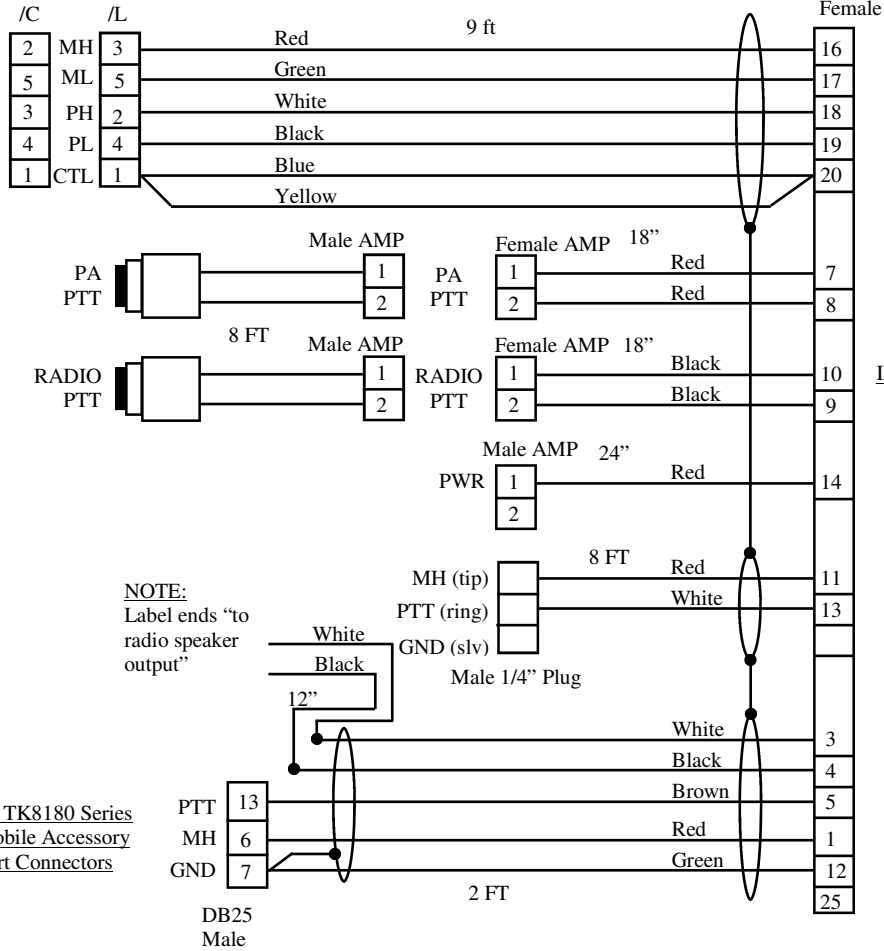 /C /L Female
9 ft
2 MH 3 Red 16
5 ML 5 Green 17
3 PH 2 White 18
4 PL 4 Black 19
1 CTL 1 Blue 20
Yellow
Male AMP Female AMP 18”
PA PTT 1 PA PTT 1 Red 7
2 2 Red 8
8 FT
Male AMP Female AMP 18”
RADIO PTT 1 RADIO PTT 1 Black 10
2 2 Black 9
Male AMP 24”
PWR 1 Red 14
2
8 FT
MH (tip) Red 11
PTT (ring) White 13
GND (slv)
Male 1/4” Plug
NOTE:
Label ends “to
radio speaker
output”
White
Black
12”
White 3
Black 4
PTT 13 Brown 5
MH 6 Red 1
GND 7 Green 12
25
2 FT
TK8180 Series
obile Accessory
rt Connectors
DB25
Male